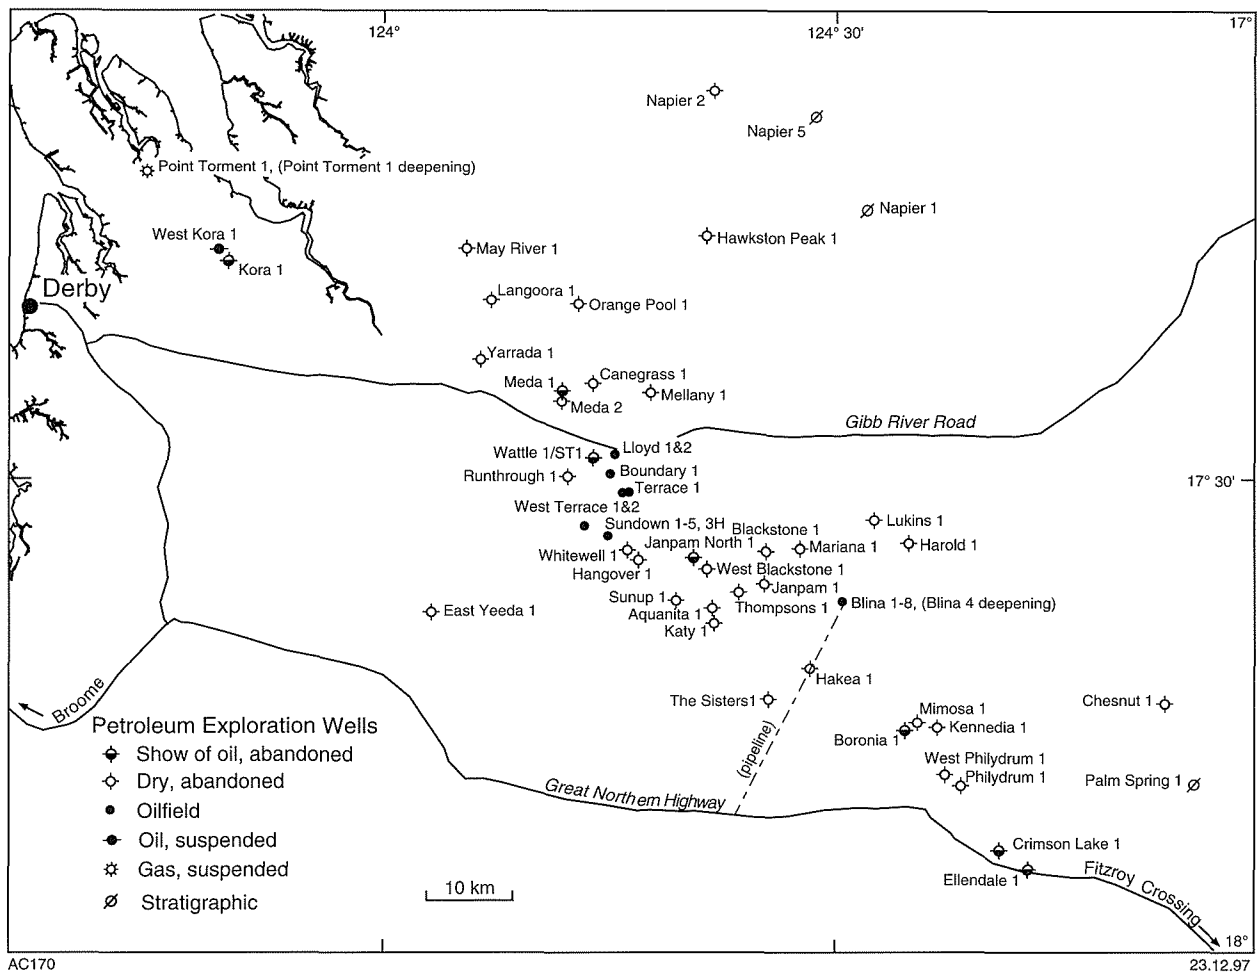 124°
124° 30'
17°
Napier 2
Napier 5
Point Torment 1, (Point Torment 1 deepening)
Napier 1
West Kora 1
Kora 1
May River 1
Hawkston Peak 1
Derby
Langoora 1
Orange Pool 1
Yarrada 1
Canegrass 1
Meda 1
Mellany 1
Meda 2
Gibb River Road
Wattle 1/ST1
Lloyd 1&2
Boundary 1
Runthrough 1
Terrace 1
17° 30'
West Terrace 1&2
Sundown 1-5, 3H
Blackstone 1
Lukins 1
Janpam North 1
Mariana 1
Harold 1
Whitewell 1
Hangover 1
West Blackstone 1
Janpam 1
Sunup 1
Thompsons 1
Blina 1-8, (Blina 4 deepening)
East Yeeda 1
Aquanita 1
Katy 1
Hakea 1
The Sisters1
Chesnut 1
Broome
Mimosa 1
Kennedia 1
Boronia 1
(pipeline)
West Philydrum 1
Philydrum 1
Palm Spring 1
Petroleum Exploration Wells
Show of oil, abandoned
Dry, abandoned
Oilfield
Oil, suspended
Gas, suspended
Stratigraphic
Great Northern Highway
Crimson Lake 1
Ellendale 1
Fitzroy Crossing
10 km
18°
AC170
23.12.97